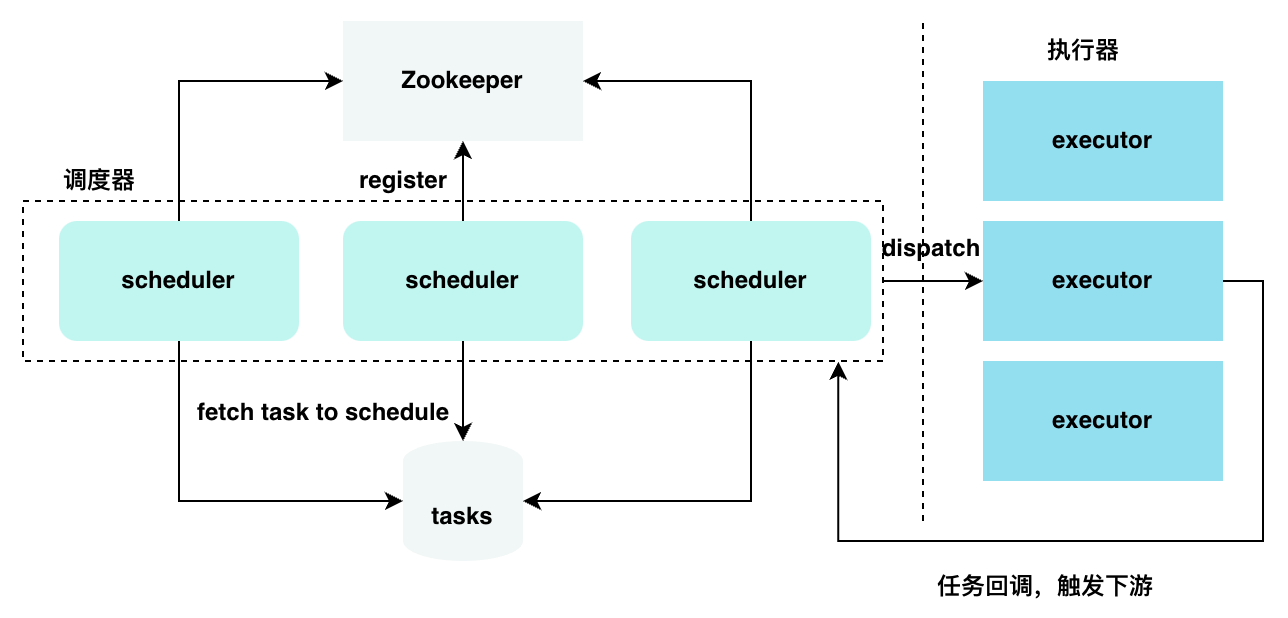 Zookeeper
执行器
executor
调度器
register
scheduler
scheduler
scheduler
dispatch
executor
fetch task to schedule
executor
tasks
任务回调，触发下游